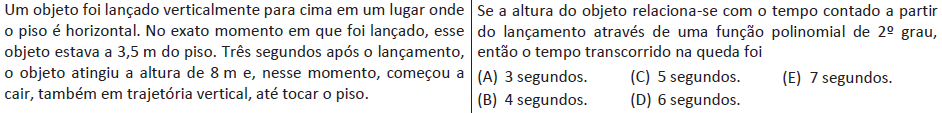 Um objeto foi lançado verticalmente para cima em um lugar onde
o piso é horizontal. No exato momento em que foi lançado, esse
objeto estava a 3,5 m do piso. Três segundos após o lançamento,
o objeto atingiu a altura de 8 m e, nesse momento, começou a
cair, também em trajetória vertical, até tocar o piso.
Se a altura do objeto relaciona-se com o tempo contado a partir
do lançamento através de uma função polinomial de 2º grau,
então o tempo transcorrido na queda foi
(A) 3 segundos. (C) 5 segundos. (E) 7 segundos.
(B) 4 segundos. (D) 6 segundos.